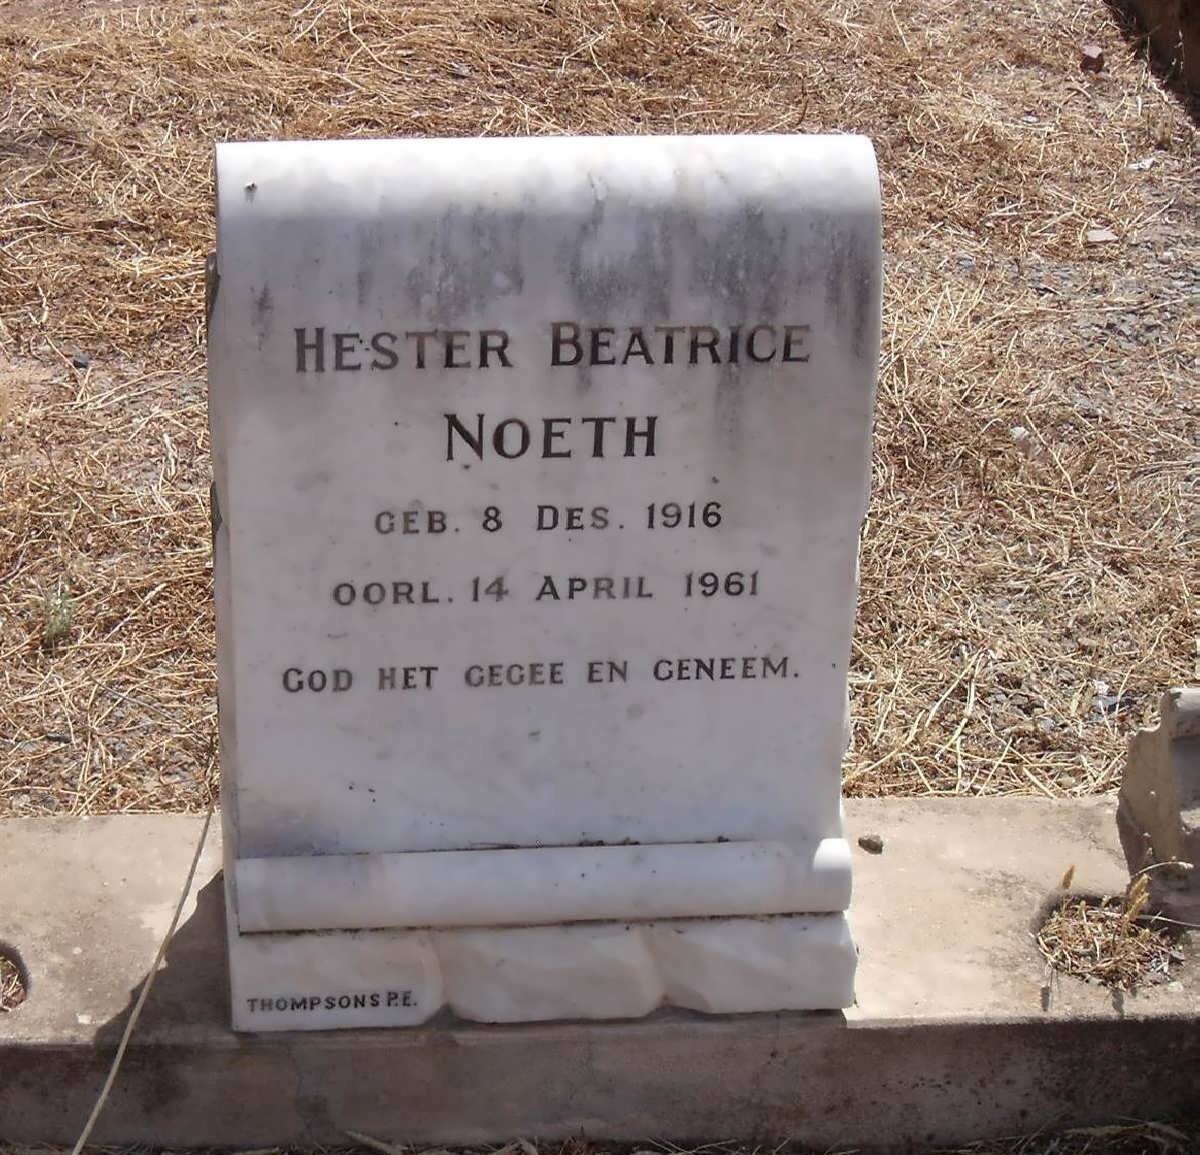 HESTER BEATRICE
NOETH
GEB. 8 DES. 1916
OORL. 14 APRIL 1961
GOD HET GEGEE EN GENEEM.
THOMPSONS P.E.